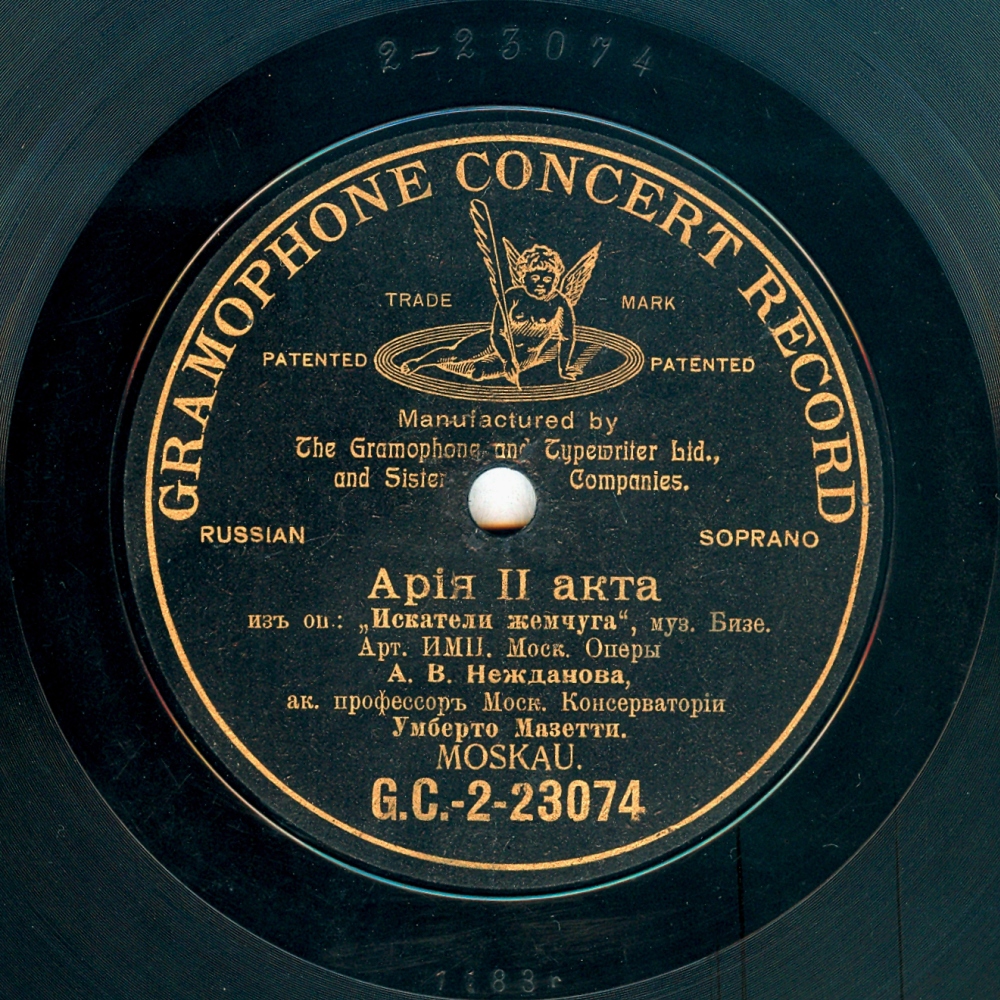 2-23074
GRAMOPHONE CONCERT RECORD
TRADE MARK
PATENTED PATENTED
Manufactured by
The Gramophone and Typewriter Ltd.,
and Sister Companies.
RUSSIAN SOPRANO
Арія II акта
изъ оп.: „Искатели жемчуга“, муз. Бизе.
Арт. ИМП. Моск. Оперы
А. В. Нежданова,
ак. профессоръ Моск. Консерваторіи
Умберто Мазетти.
MOSKAU.
G.C.-2-23074
1183r